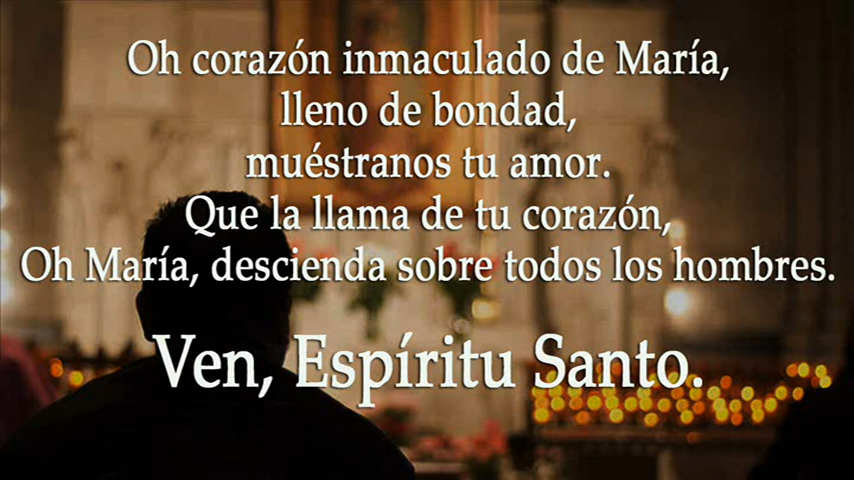 Oh corazón inmaculado de María,
lleno de bondad,
muéstranos tu amor.
Que la llama de tu corazón,
Oh María, descienda sobre todos los hombres.
Ven, Espíritu Santo.